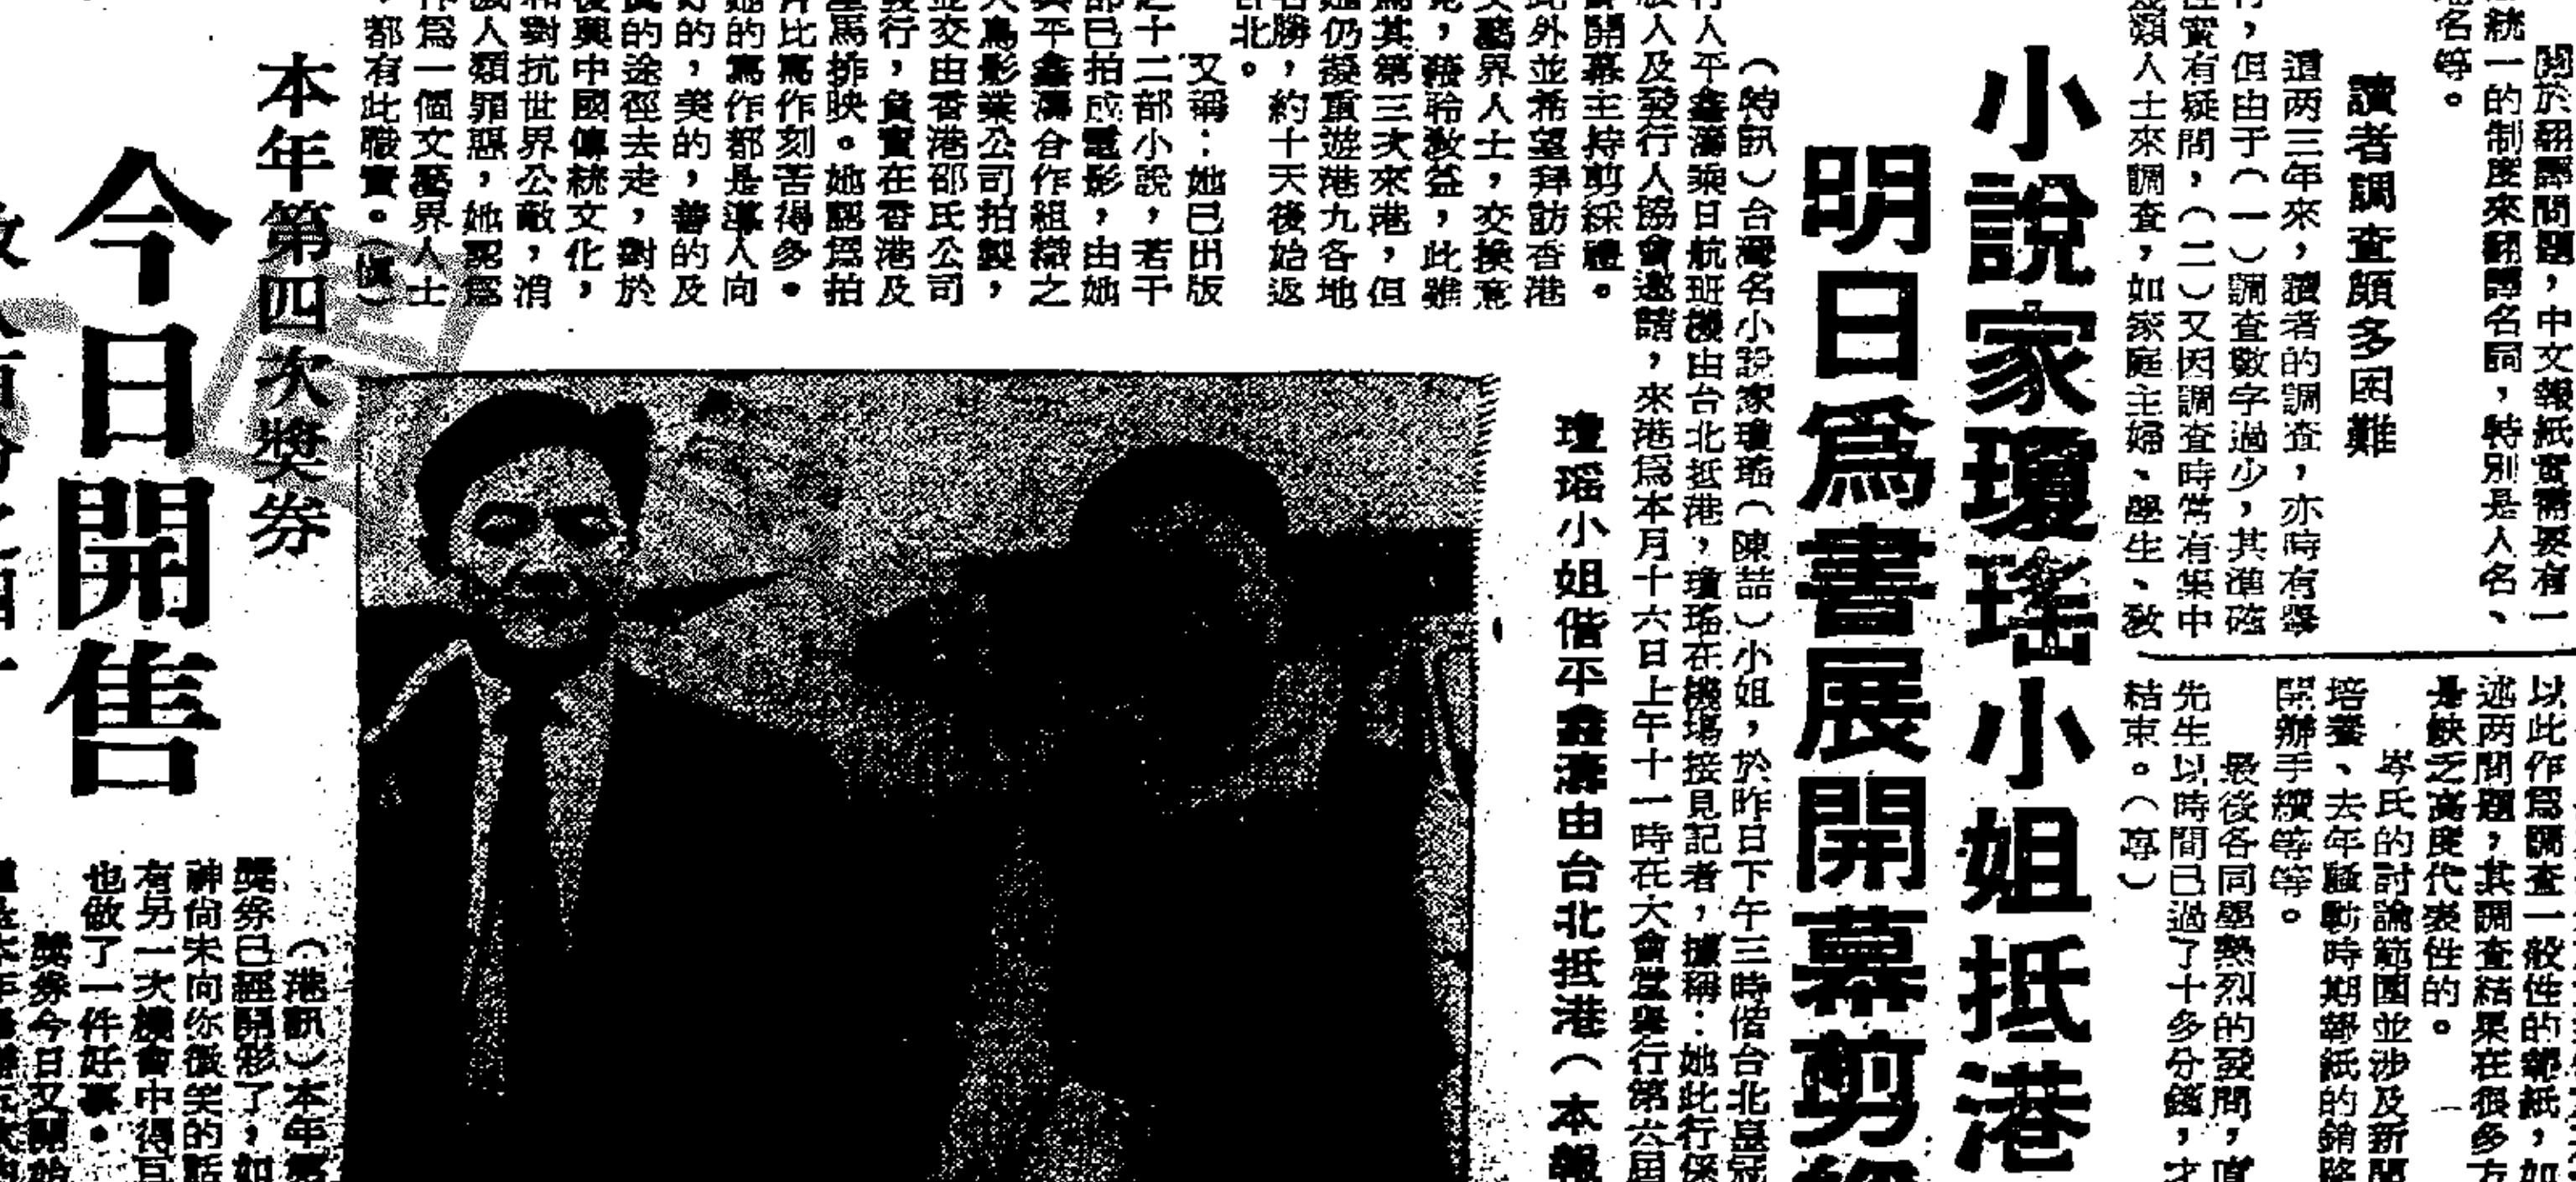 關於翻譯問題，中文報紙實需要有一
統一的制度來翻譯名詞，特別是人名、
地名等。
讀者調查頗多困難
這两三年來，讀者的調查，亦時有舉
行，但由于（一）調查數字過少，其準確
性實有疑問，（二）又因調查時常有集中
類人士來調查，如家庭主婦、學生、教
以此作爲調查一般性的報紙，如
述两問題，其調查結果在很多方
是缺乏高度代表性的。
岑氏的討論範圍並涉及新聞
培養、去年騷動時期報紙的銷路
開辦手續等等。
最後各同學熱烈的發問，直
先生以時間已過了十多分鐘，才
結束。（專）
小說家瓊瑤小姐抵港
明日爲書展開幕剪綵
（特訊）台灣名小說家瓊瑤（陳喆）小姐，於昨日下午三時偕台北皇冠
行人平鑫濤乘日航班機由台北抵港，瓊瑤在機塲接見記者，據稱：她此行係
版人及發行人協會邀請，來港爲本月十六日上午十一時在大會堂舉行第六屆
開幕主持剪綵禮。
此外並希望拜訪香港
文藝界人士，交換意
見，藉聆教益，此雖
爲其第三次來港，但
她仍擬重遊港九各地
名勝，約十天後始返
台北。
又稱：她已出版
之十二部小說，若干
部已拍成電影，由她
與平鑫濤合作組織之
火鳥影業公司拍製，
並交由香港邵氏公司
發行，負責在香港及
星馬排映。她認爲拍
片比寫作刻苦得多。
她的寫作都是導人向
好的，美的，善的及
眞的途徑去走，對於
復興中國傳統文化，
和對抗世界公敵，消
滅人類罪惡，她認爲
作爲一個文藝界人士
，都有此職責。（慎）
瓊瑤小姐偕平鑫濤由台北抵港（本報
本年第四次獎券
今日開售
（港訊）本年第
獎券已經開彩了，如
神尙未向你微笑的話
有另一次機會中得巨
也做了一件好事。
獎券今日又開始